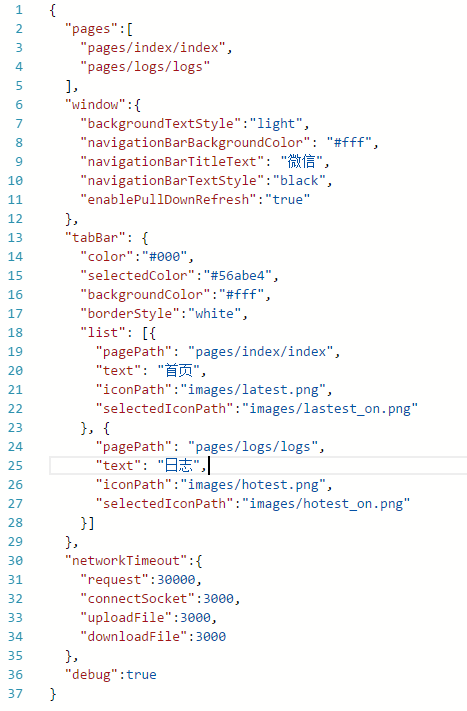 1 {
2   "pages":[
3     "pages/index/index",
4     "pages/logs/logs"
5   ],
6   "window":{
7     "backgroundTextStyle":"light",
8     "navigationBarBackgroundColor": "#fff",
9     "navigationBarTitleText": "微信",
10     "navigationBarTextStyle":"black",
11     "enablePullDownRefresh":"true"
12   },
13   "tabBar": {
14     "color":"#000",
15     "selectedColor":"#56abe4",
16     "backgroundColor":"#fff",
17     "borderStyle":"white",
18     "list": [{
19       "pagePath": "pages/index/index",
20       "text": "首页",
21       "iconPath":"images/latest.png",
22       "selectedIconPath":"images/lastest_on.png"
23     }, {
24       "pagePath": "pages/logs/logs",
25       "text": "日志",
26       "iconPath":"images/hotest.png",
27       "selectedIconPath":"images/hotest_on.png"
28     }]
29   },
30   "networkTimeout":{
31     "request":30000,
32     "connectSocket":3000,
33     "uploadFile":3000,
34     "downloadFile":3000
35   },
36   "debug":true
37 }